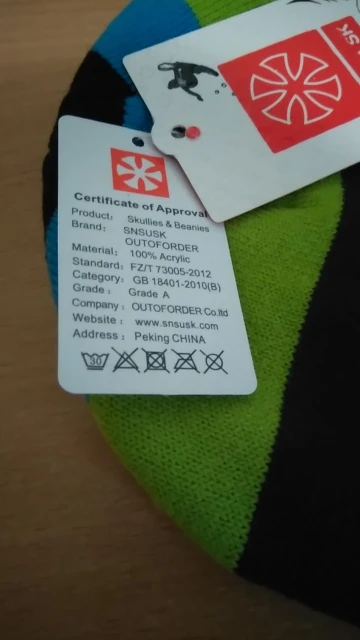 SK
Certificate of Approval
Product: Skullies & Beanies
Brand: SNSUSK
OUTOFORDER
Material: 100% Acrylic
Standard: FZ/T 73005-2012
Category: GB 18401-2010(B)
Grade: Grade A
Company: OUTOFORDER Co.ltd
Website: www.snsusk.com
Address: Peking CHINA